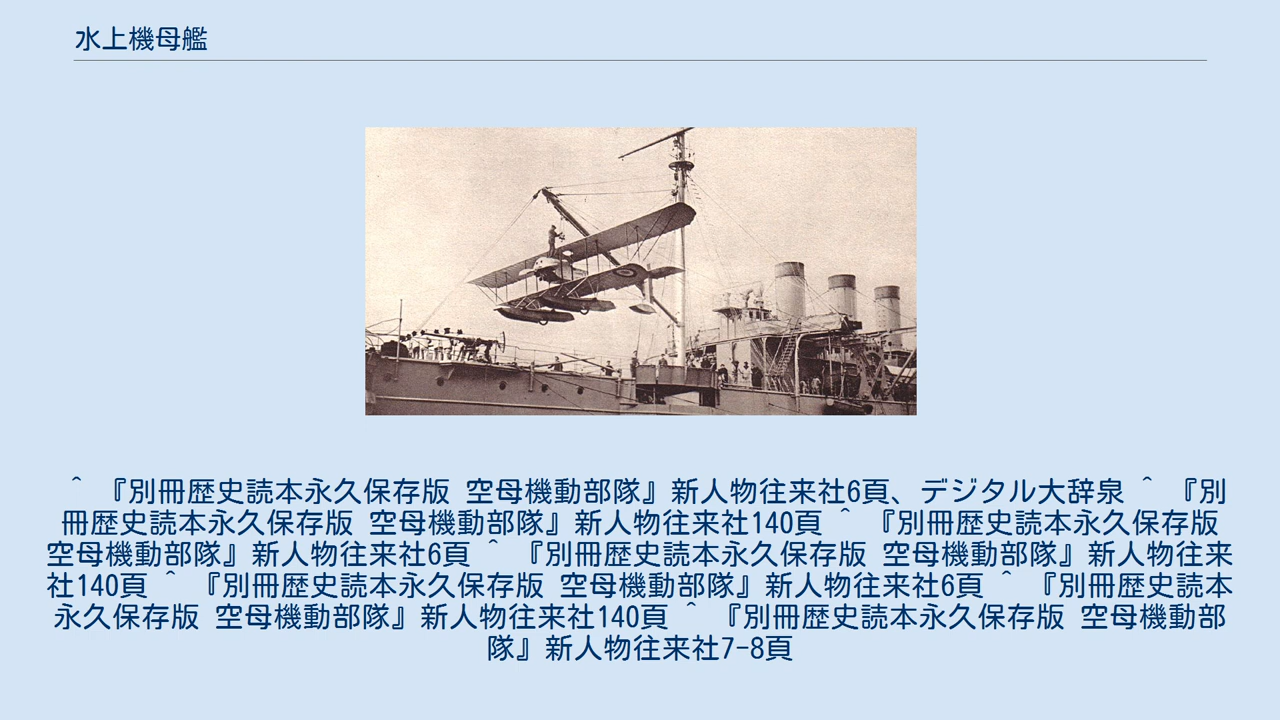 水上機母艦
^ 『別冊歴史読本永久保存版 空母機動部隊』新人物往来社6頁、デジタル大辞泉 ^ 『別
冊歴史読本永久保存版 空母機動部隊』新人物往来社140頁 ^ 『別冊歴史読本永久保存版
空母機動部隊』新人物往来社6頁 ^ 『別冊歴史読本永久保存版 空母機動部隊』新人物往来
社140頁 ^ 『別冊歴史読本永久保存版 空母機動部隊』新人物往来社6頁 ^ 『別冊歴史読本
永久保存版 空母機動部隊』新人物往来社140頁 ^ 『別冊歴史読本永久保存版 空母機動部
隊』新人物往来社7-8頁